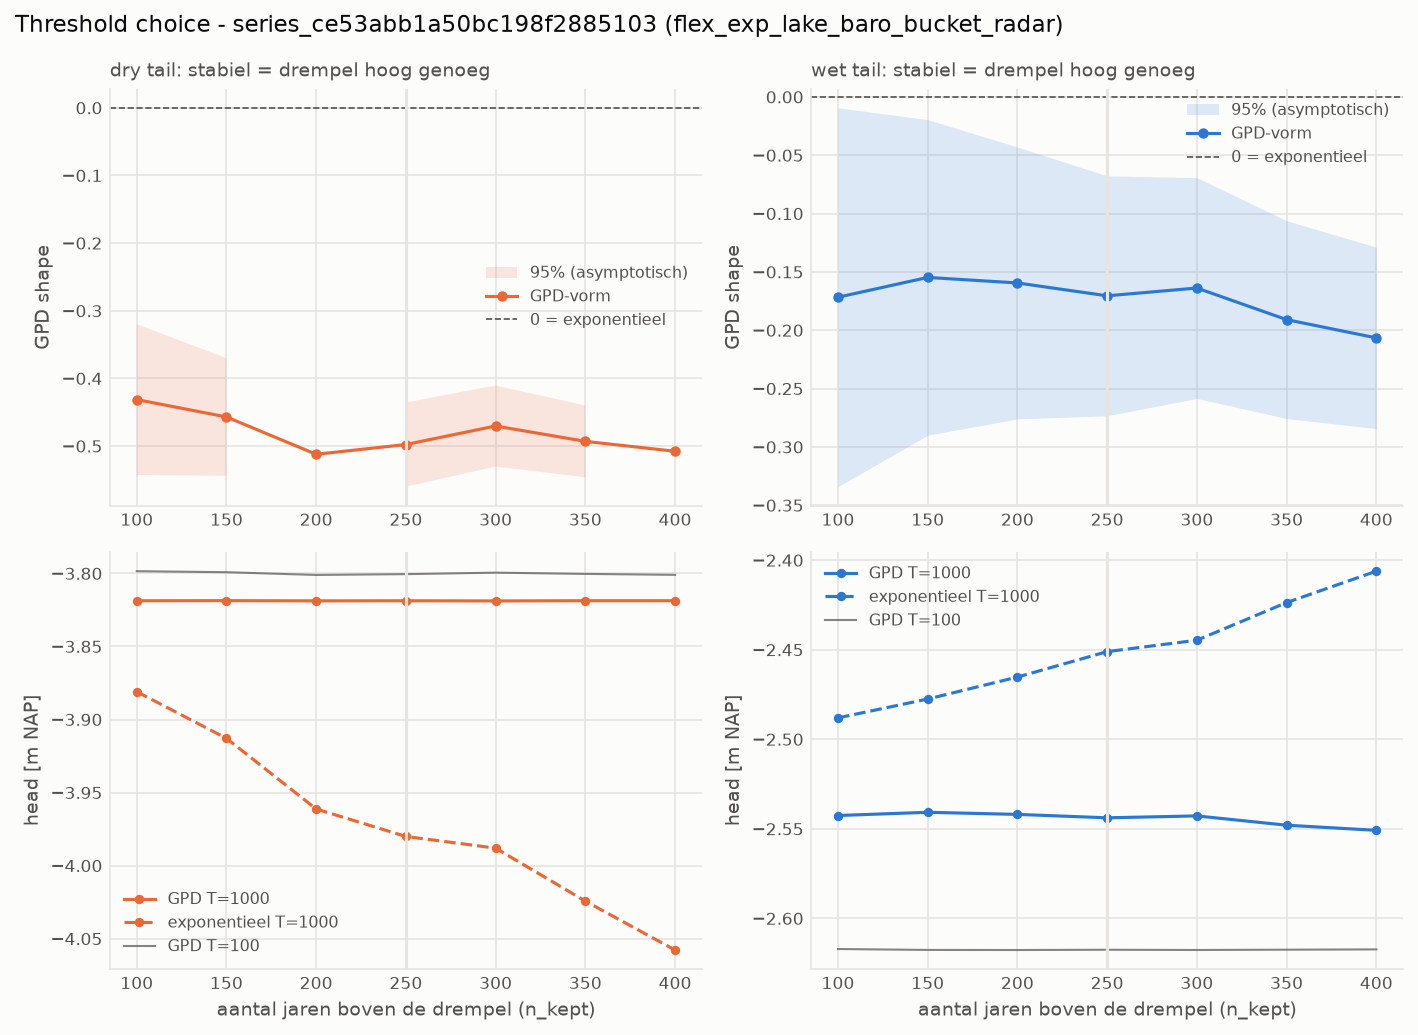 Threshold choice - series_ce53abb1a50bc198f2885103 (flex_exp_lake_baro_bucket_radar)
dry tail: stabiel = drempel hoog genoeg
GPD shape
0.0
−0.1
−0.2
−0.3
−0.4
−0.5
95% (asymptotisch)
GPD-vorm
0 = exponentieel
100 150 200 250 300 350 400
wet tail: stabiel = drempel hoog genoeg
GPD shape
0.00
−0.05
−0.10
−0.15
−0.20
−0.25
−0.30
−0.35
95% (asymptotisch)
GPD-vorm
0 = exponentieel
100 150 200 250 300 350 400
head [m NAP]
−3.80
−3.85
−3.90
−3.95
−4.00
−4.05
GPD T=1000
exponentieel T=1000
GPD T=100
100 150 200 250 300 350 400
aantal jaren boven de drempel (n_kept)
head [m NAP]
−2.40
−2.45
−2.50
−2.55
−2.60
GPD T=1000
exponentieel T=1000
GPD T=100
100 150 200 250 300 350 400
aantal jaren boven de drempel (n_kept)